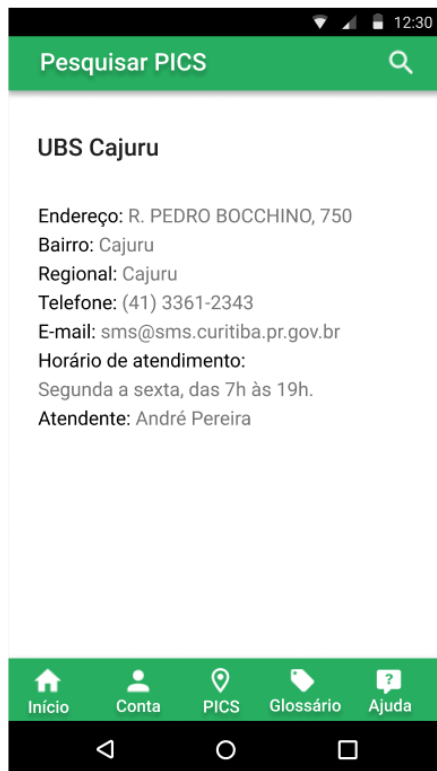 12:30
Pesquisar PICS
UBS Cajuru
Endereço: R. PEDRO BOCCHINO, 750
Bairro: Cajuru
Regional: Cajuru
Telefone: (41) 3361-2343
E-mail: sms@sms.curitiba.pr.gov.br
Horário de atendimento:
Segunda a sexta, das 7h às 19h.
Atendente: André Pereira
Início Conta PICS Glossário Ajuda